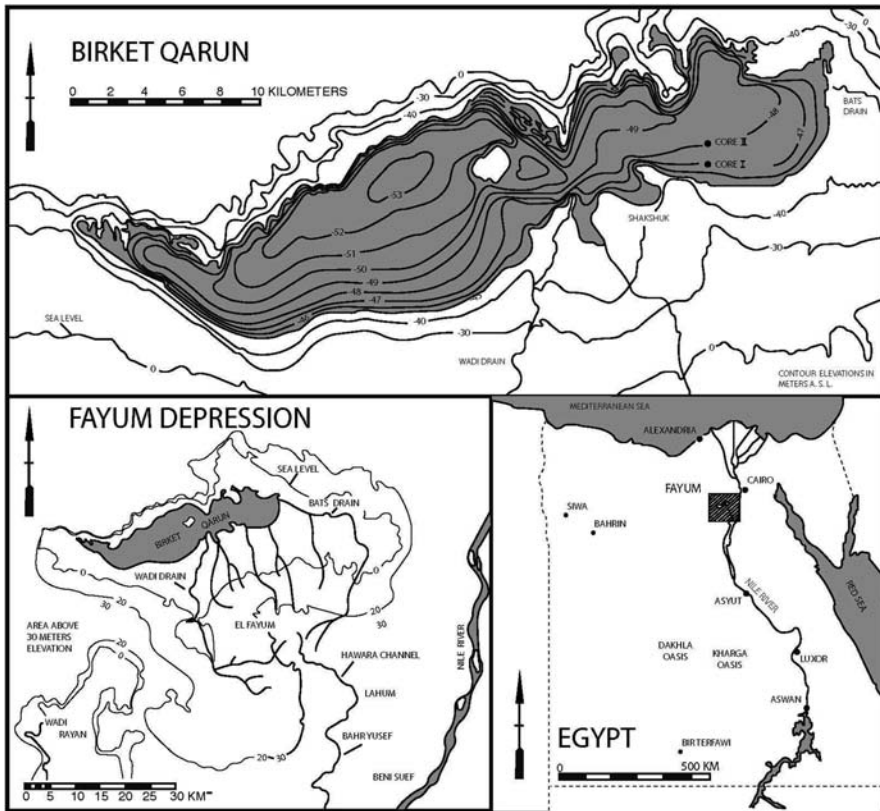 BIRKET QARUN
0 2 4 6 8 10 KILOMETERS
0
-30
-40
-40
-30
0
BATS
DRAIN
-49
-48
-47
CORE II
CORE I
-53
-52
-51
-50
-49
-48
-47
-46
-40
-30
SHAKSHUK
-40
-30
SEA LEVEL
0
WADI DRAIN
0
CONTOUR ELEVATIONS IN
METERS A. S. L.
FAYUM DEPRESSION
SEA LEVEL
BATS DRAIN
BIRKET QARUN
WADI DRAIN
0
20
30
0
20
30
AREA ABOVE
30 METERS
ELEVATION
EL FAYUM
HAWARA CHANNEL
LAHUM
NILE RIVER
20
0
WADI
RAYAN
BAHR YUSEF
20
30
BENI SUEF
0 5 10 15 20 25 30 KM
MEDITERRANEAN SEA
ALEXANDRIA
FAYUM
CAIRO
SIWA
BAHRIN
NILE RIVER
RED SEA
ASYUT
DAKHLA
OASIS
KHARGA
OASIS
LUXOR
ASWAN
BIR TERFAWI
EGYPT
0 500 KM